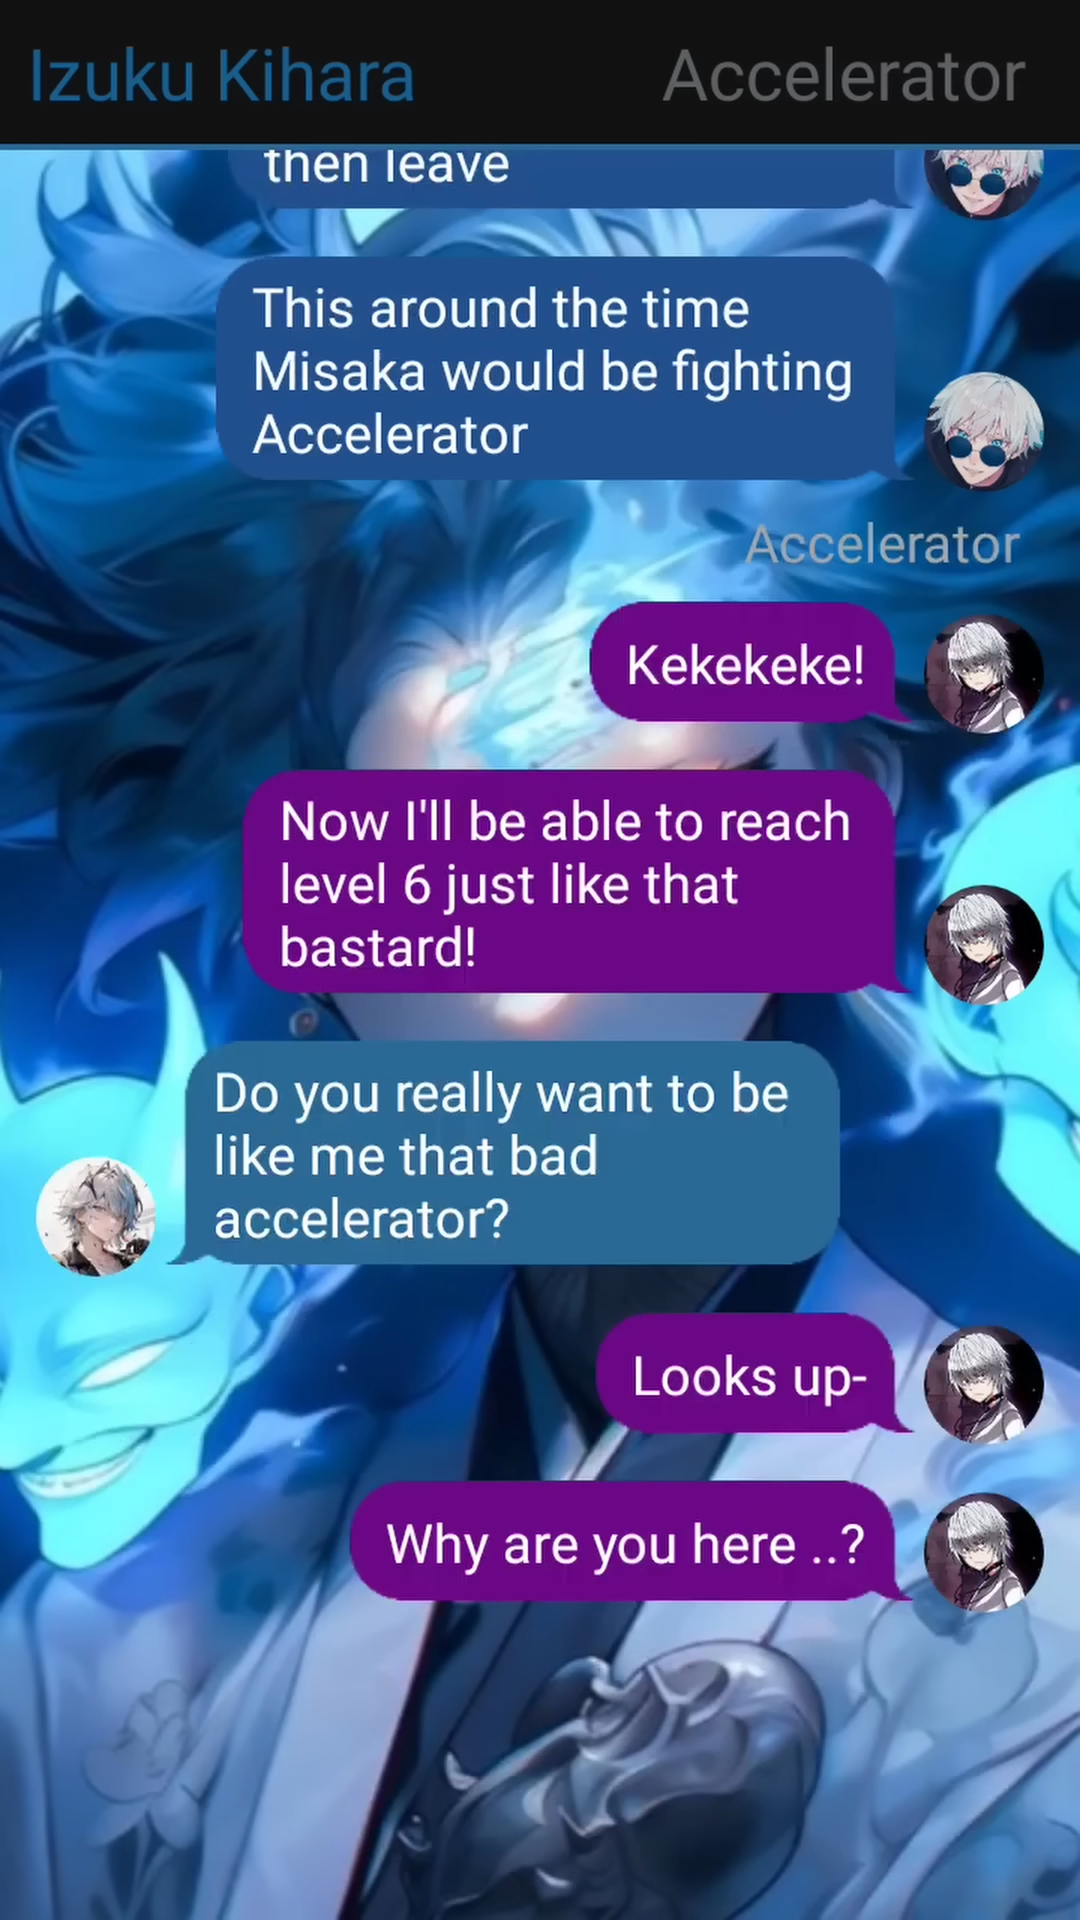 Izuku Kihara
Accelerator
then leave
This around the time
Misaka would be fighting
Accelerator
Accelerator
Kekekeke!
Now I'll be able to reach
level 6 just like that
bastard!
Do you really want to be
like me that bad
accelerator?
Looks up-
Why are you here ..?